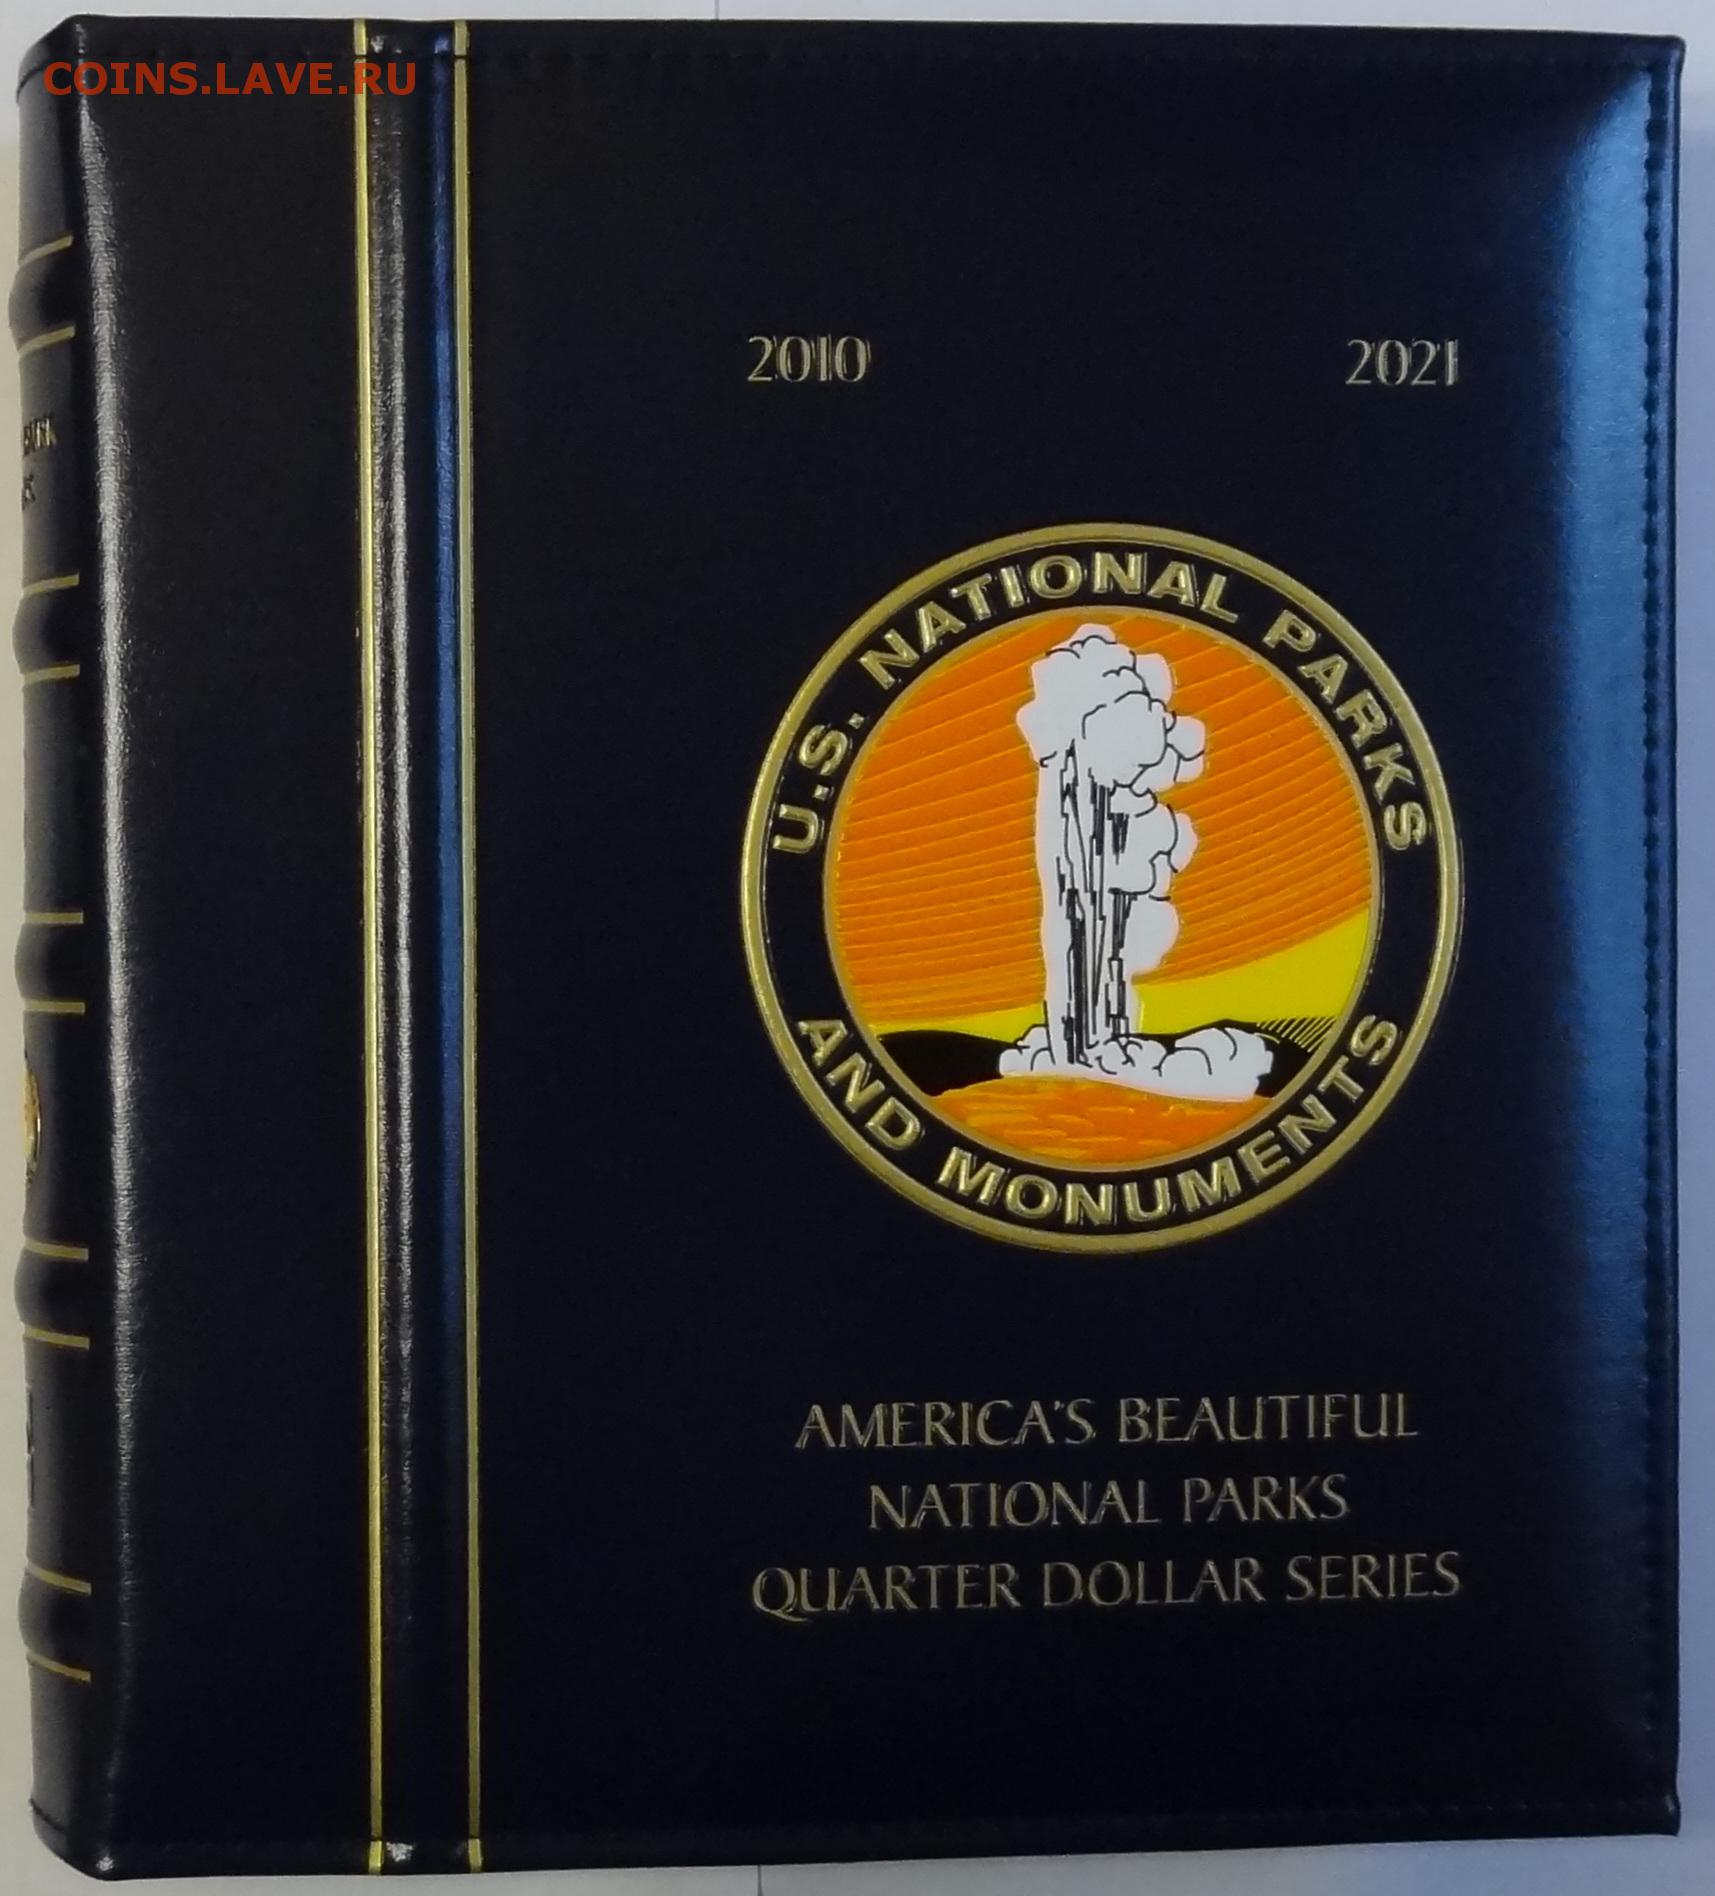 COINS.LAVE.RU
2010 2021
U.S. NATIONAL PARKS
AND MONUMENTS
AMERICA'S BEAUTIFUL
NATIONAL PARKS
QUARTER DOLLAR SERIES